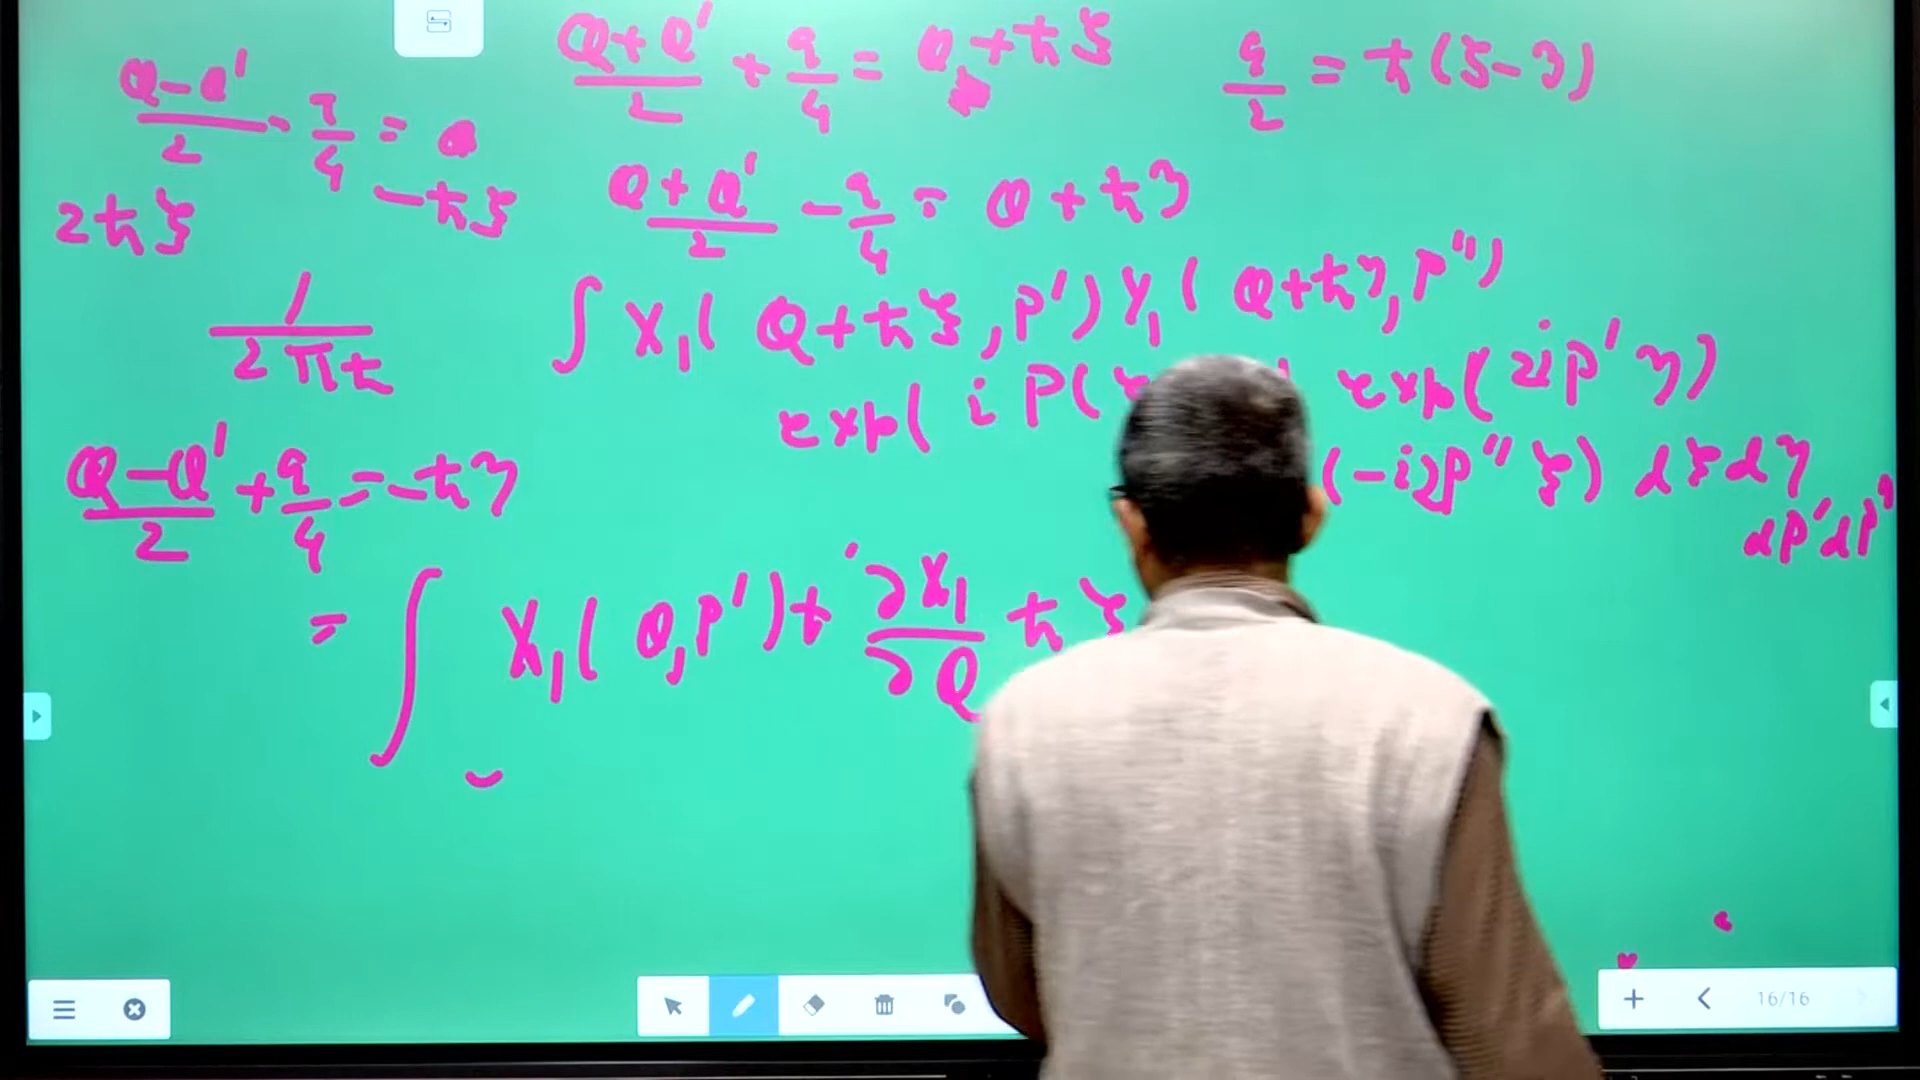 (Q-Q')/2 - q/4 = Q - ħξ
(Q+Q')/2 + q/4 = Q + ħξ
q/2 = ħ(ξ-η)
2ħξ
(Q+Q')/2 - q/4 = Q + ħη
1/(2πħ)
∫ X₁( Q+ħξ, P') Y₁( Q+ħη, P'')
exp( i P( exp( 2iP'η)
(-i2P''ξ) dξdη
dP'dP''
(Q-Q')/2 + q/4 = -ħη
= ∫ X₁( Q,P') + ∂X₁/∂Q ħξ
16/16